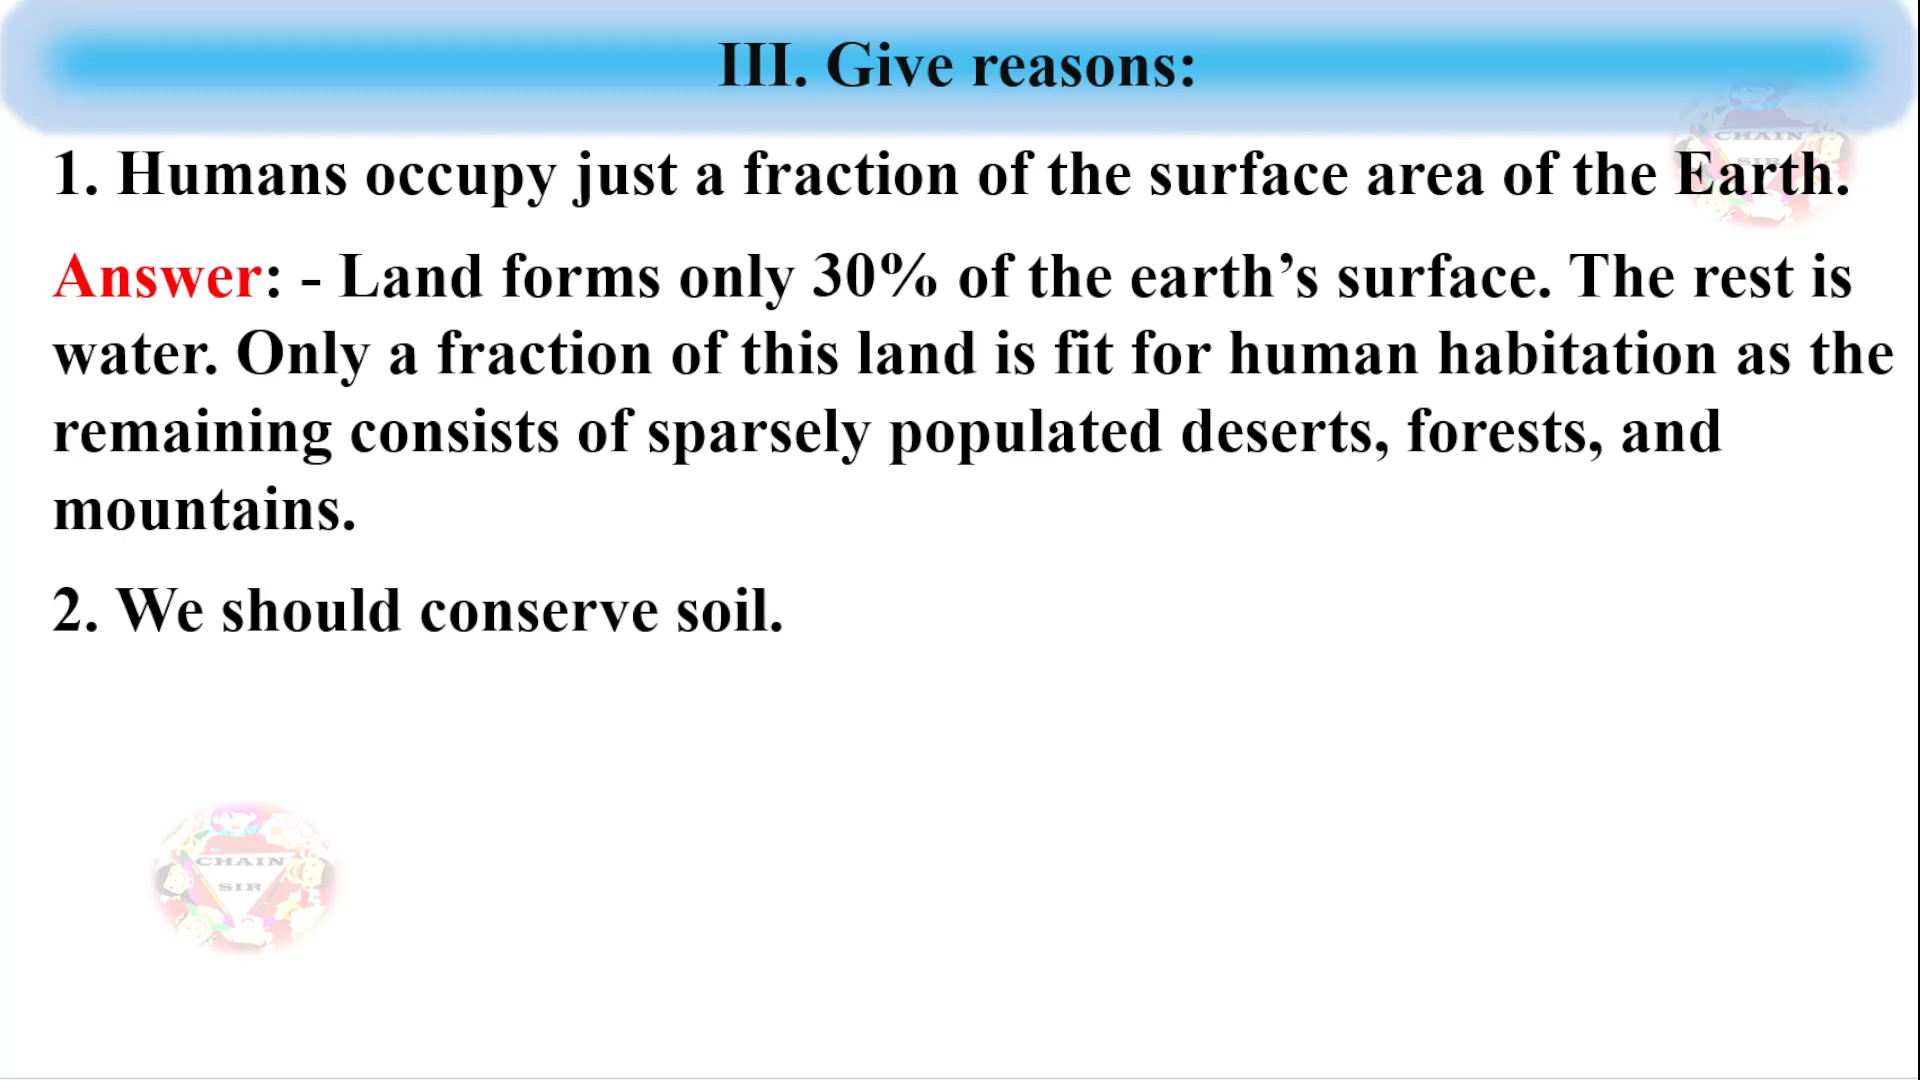 III. Give reasons:
CHAIN
SIR
1. Humans occupy just a fraction of the surface area of the Earth.
Answer: - Land forms only 30% of the earth’s surface. The rest is
water. Only a fraction of this land is fit for human habitation as the
remaining consists of sparsely populated deserts, forests, and
mountains.
2. We should conserve soil.
CHAIN
SIR